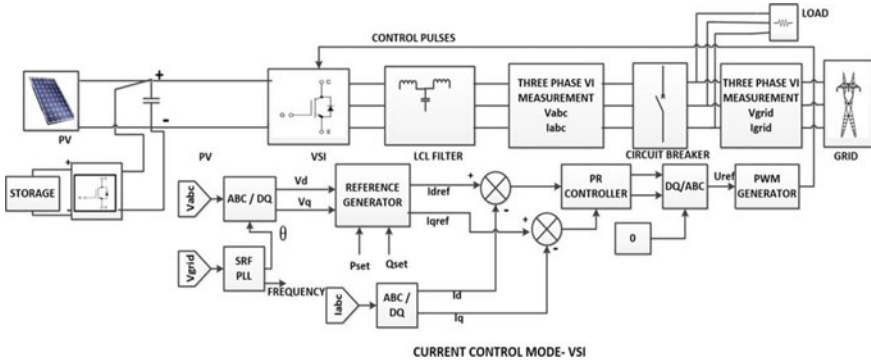 LOAD
CONTROL PULSES
+
-
PV
G
C
E
VSI
LCL FILTER
THREE PHASE VI
MEASUREMENT
Vabc
Iabc
CIRCUIT BREAKER
THREE PHASE VI
MEASUREMENT
Vgrid
Igrid
GRID
STORAGE
+
-
PV
Vabc
ABC / DQ
Vd
Vq
θ
REFERENCE
GENERATOR
Idref
Iqref
+
-
+
-
PR
CONTROLLER
DQ/ABC
Uref
PWM
GENERATOR
0
Vgrid
SRF
PLL
FREQUENCY
Pset
Qset
Iabc
ABC /
DQ
Id
Iq
CURRENT CONTROL MODE- VSI